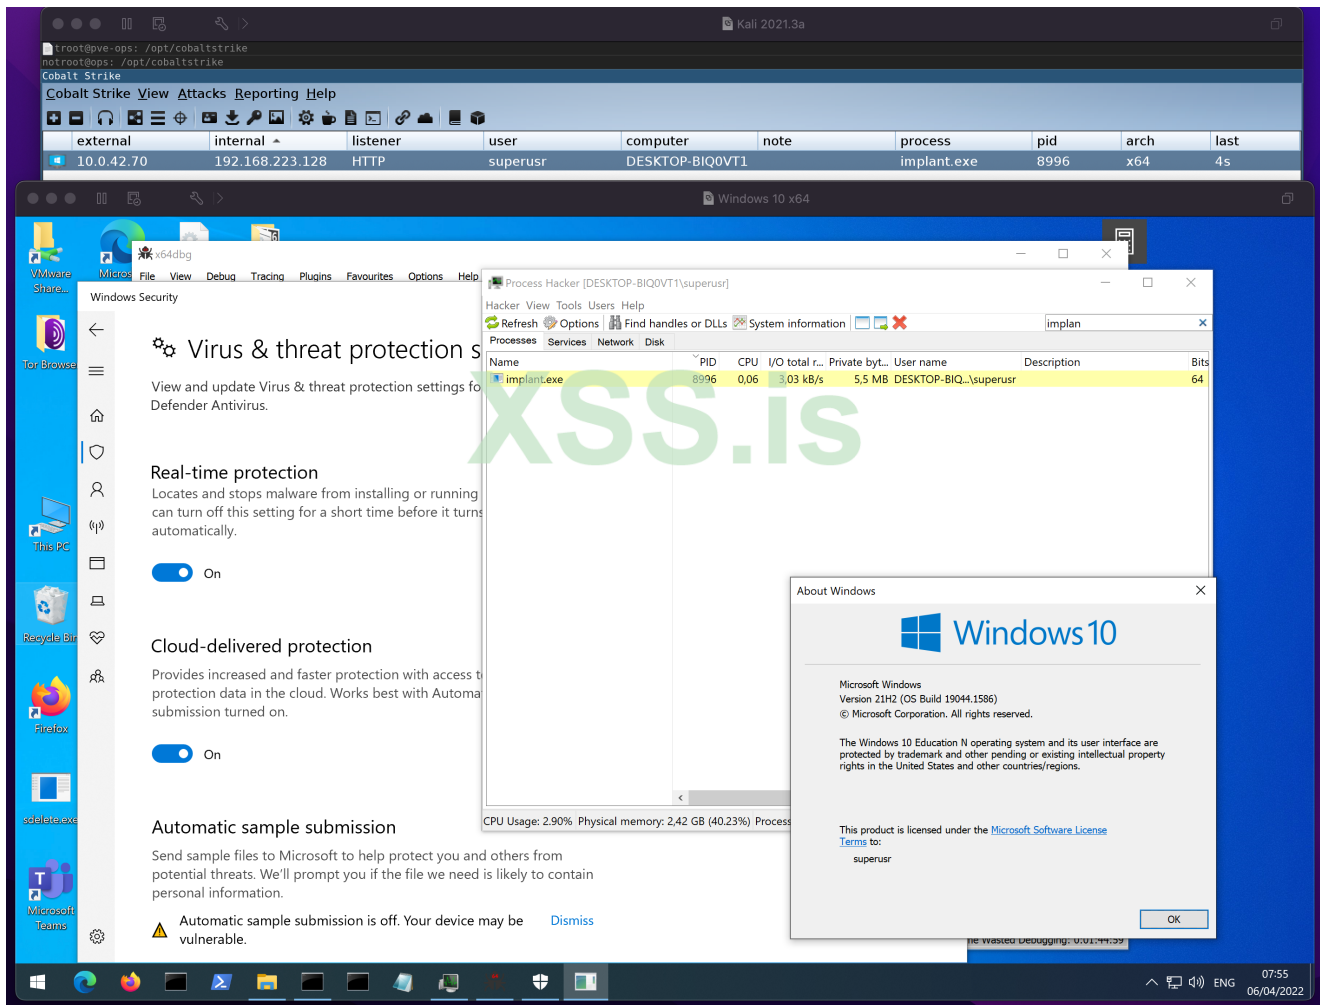 Kali 2021.3a
troot@pve-ops: /opt/cobaltstrike
notroot@ops: /opt/cobaltstrike
Cobalt Strike
Cobalt Strike View Attacks Reporting Help
external internal listener user computer note process pid arch last
10.0.42.70 192.168.223.128 HTTP superusr DESKTOP-BIQ0VT1 implant.exe 8996 x64 4s
Windows 10 x64
VMware
Share...
Micros
x64dbg
File View Debug Tracing Plugins Favourites Options Help
Windows Security
Virus & threat protection s
View and update Virus & threat protection settings fo
Defender Antivirus.
Real-time protection
Locates and stops malware from installing or running
can turn off this setting for a short time before it turns
automatically.
On
Cloud-delivered protection
Provides increased and faster protection with access t
protection data in the cloud. Works best with Automa
submission turned on.
On
Automatic sample submission
Send sample files to Microsoft to help protect you and others from
potential threats. We'll prompt you if the file we need is likely to contain
personal information.
Automatic sample submission is off. Your device may be
vulnerable.
Dismiss
Tor Browse
This PC
Recycle Bin
Firefox
sdelete.exe
Microsoft
Teams
Process Hacker [DESKTOP-BIQ0VT1\superusr]
Hacker View Tools Users Help
Refresh Options Find handles or DLLs System information implan
Processes Services Network Disk
Name PID CPU I/O total r... Private byt... User name Description Bits
implant.exe 8996 0,06 3,03 kB/s 5,5 MB DESKTOP-BIQ...\superusr 64
XSS.is
CPU Usage: 2.90% Physical memory: 2,42 GB (40.23%) Process
About Windows
Windows 10
Microsoft Windows
Version 21H2 (OS Build 19044.1586)
© Microsoft Corporation. All rights reserved.
The Windows 10 Education N operating system and its user interface are
protected by trademark and other pending or existing intellectual property
rights in the United States and other countries/regions.
This product is licensed under the Microsoft Software License
Terms to:
superusr
OK
me Wasted Debugging: 0:01:44:59
ENG
07:55
06/04/2022